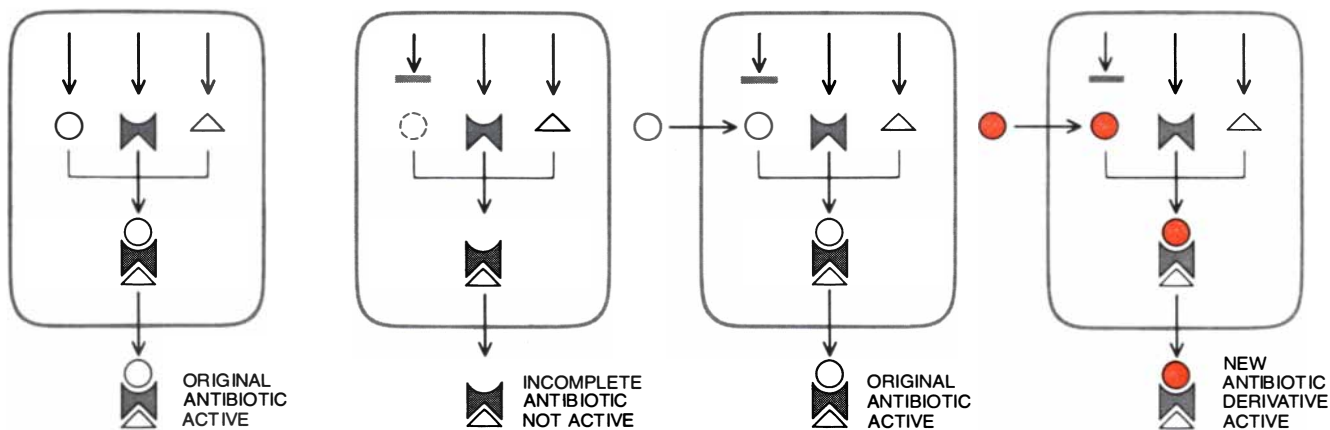 ORIGINAL
ANTIBIOTIC
ACTIVE
INCOMPLETE
ANTIBIOTIC
NOT ACTIVE
ORIGINAL
ANTIBIOTIC
ACTIVE
NEW
ANTIBIOTIC
DERIVATIVE
ACTIVE